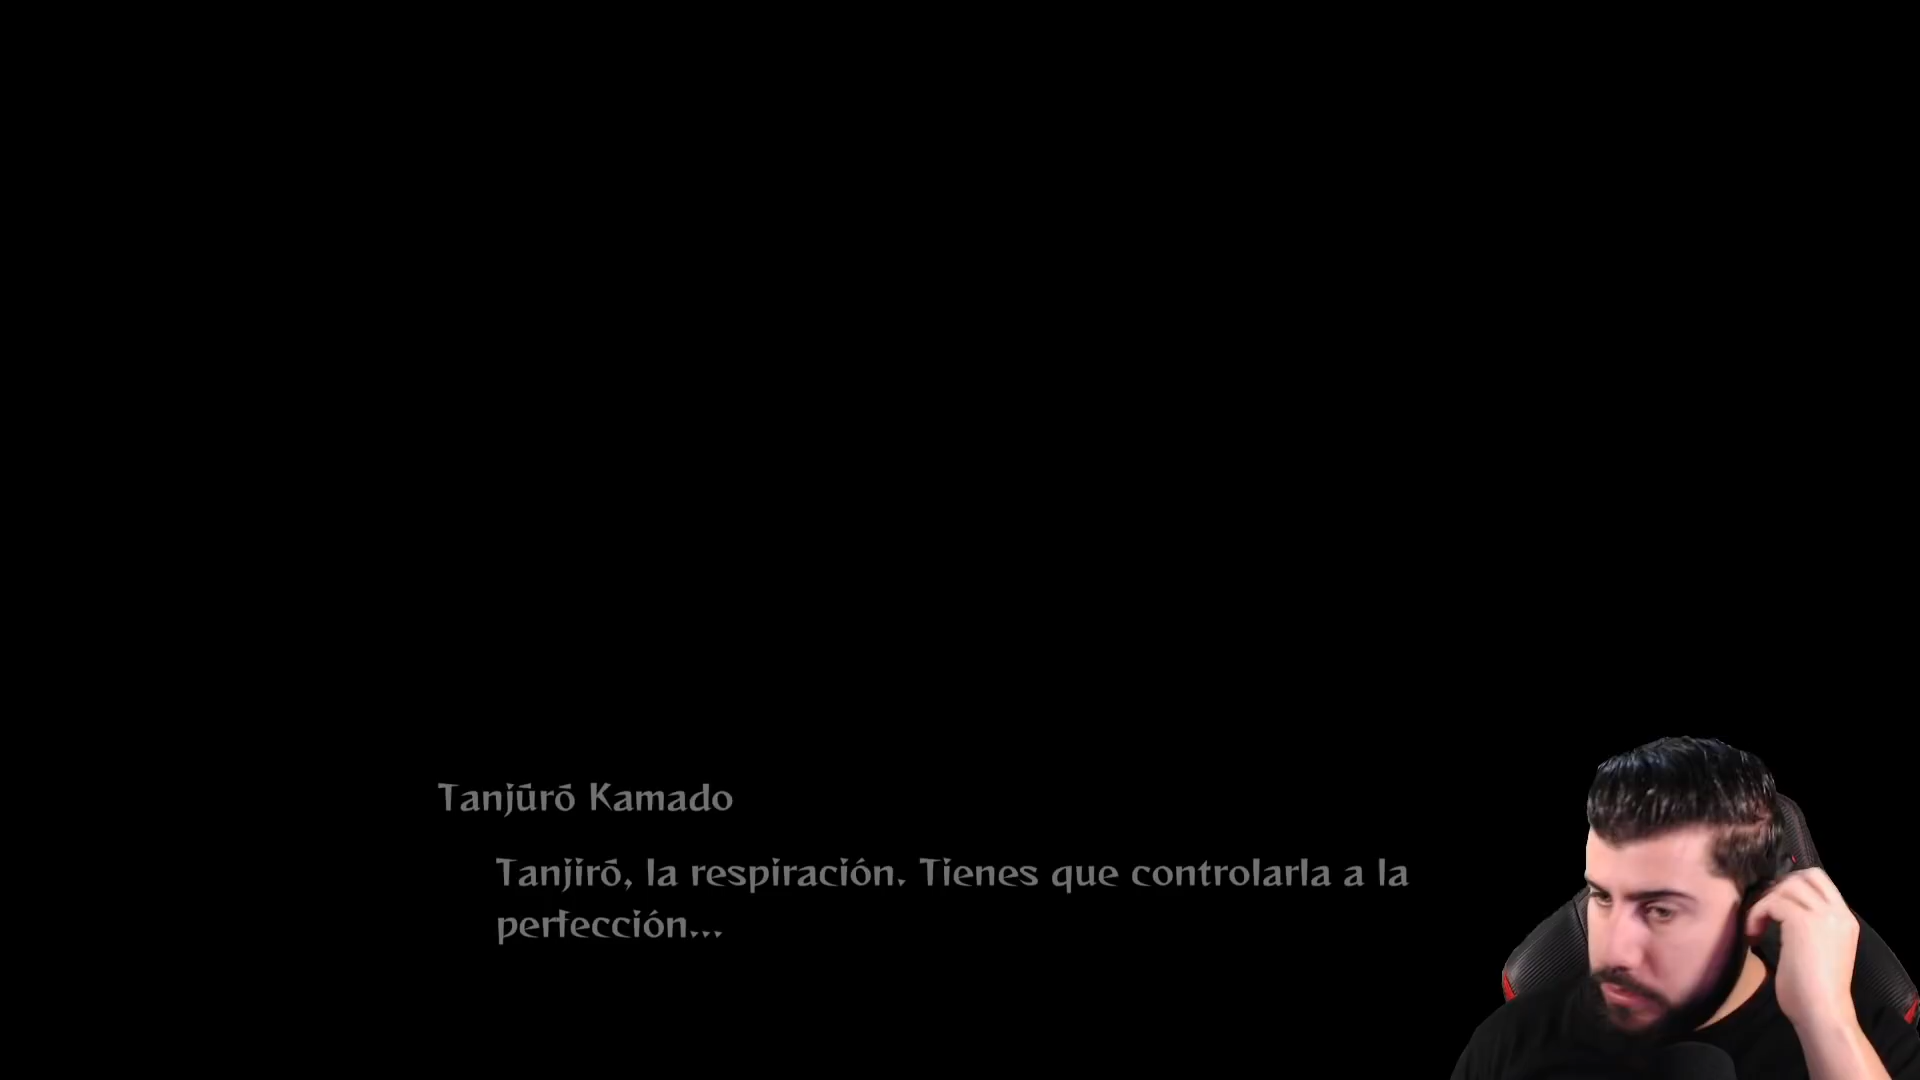 Tanjūrō Kamado
Tanjirō, la respiración. Tienes que controlarla a la
perfección...